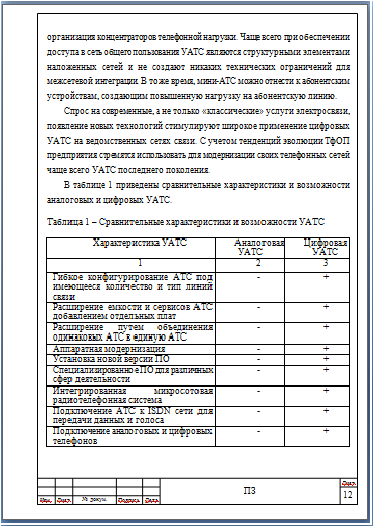 организация концентраторов телефонной нагрузки. Чаще всего при обеспечении
доступа в сеть общего пользования УАТС являются структурными элементами
наложенных сетей и не создают никаких технических ограничений для
межсетевой интеграции. В то же время, мини-АТС можно отнести к абонентским
устройствам, создающим повышенную нагрузку на абонентскую линию.
Спрос на современные, а не только «классические» услуги электросвязи,
появление новых технологий стимулируют широкое применение цифровых
УАТС на ведомственных сетях связи. С учетом тенденций эволюции ТфОП
предприятия стремятся использовать для модернизации своих телефонных сетей
чаще всего УАТС последнего поколения.
В таблице 1 приведены сравнительные характеристики и возможности
аналоговых и цифровых УАТС.
Таблица 1 – Сравнительные характеристики и возможности УАТС
Характеристика УАТС Аналоговая УАТС Цифровая УАТС
1 2 3
Гибкое конфигурирование АТС под
имеющееся количество и тип линий
связи - +
Расширение емкости и сервисов АТС
добавлением отдельных плат - +
Расширение путем объединения
одинаковых АТС в единую АТС - +
Аппаратная модернизация - +
Установка новой версии ПО - +
Специализированное ПО для различных
сфер деятельности - +
Интегрированная микросотовая
радиотелефонная система - +
Подключение АТС к ISDN сети для
передачи данных и голоса - +
Подключение аналоговых и цифровых
телефонов - +
ПЗ
Лист
12
Изм. Лист № докум. Подпись Дата